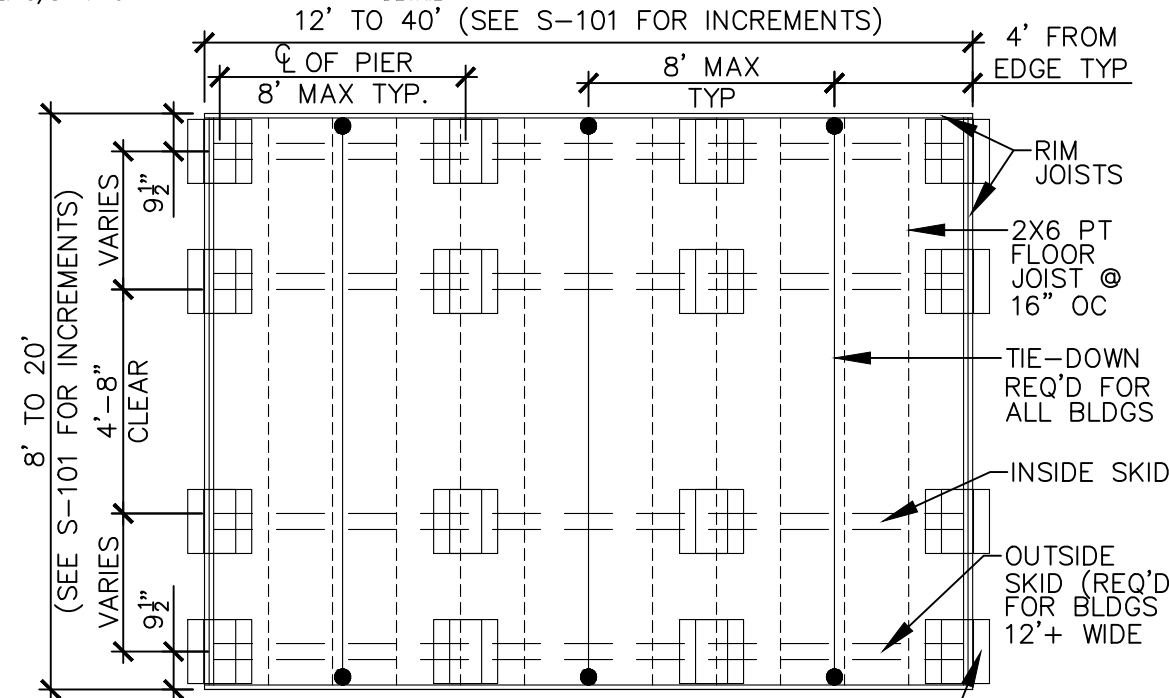 12' TO 40' (SEE S-101 FOR INCREMENTS)
℄ OF PIER
8' MAX TYP.
8' MAX
TYP
4' FROM
EDGE TYP
RIM
JOISTS
2X6 PT
FLOOR
JOIST @
16" OC
TIE-DOWN
REQ'D FOR
ALL BLDGS
INSIDE SKID
OUTSIDE
SKID (REQ'D
FOR BLDGS
12'+ WIDE
8' TO 20'
(SEE S-101 FOR INCREMENTS)
VARIES
9½"
4'-8"
CLEAR
VARIES
9½"